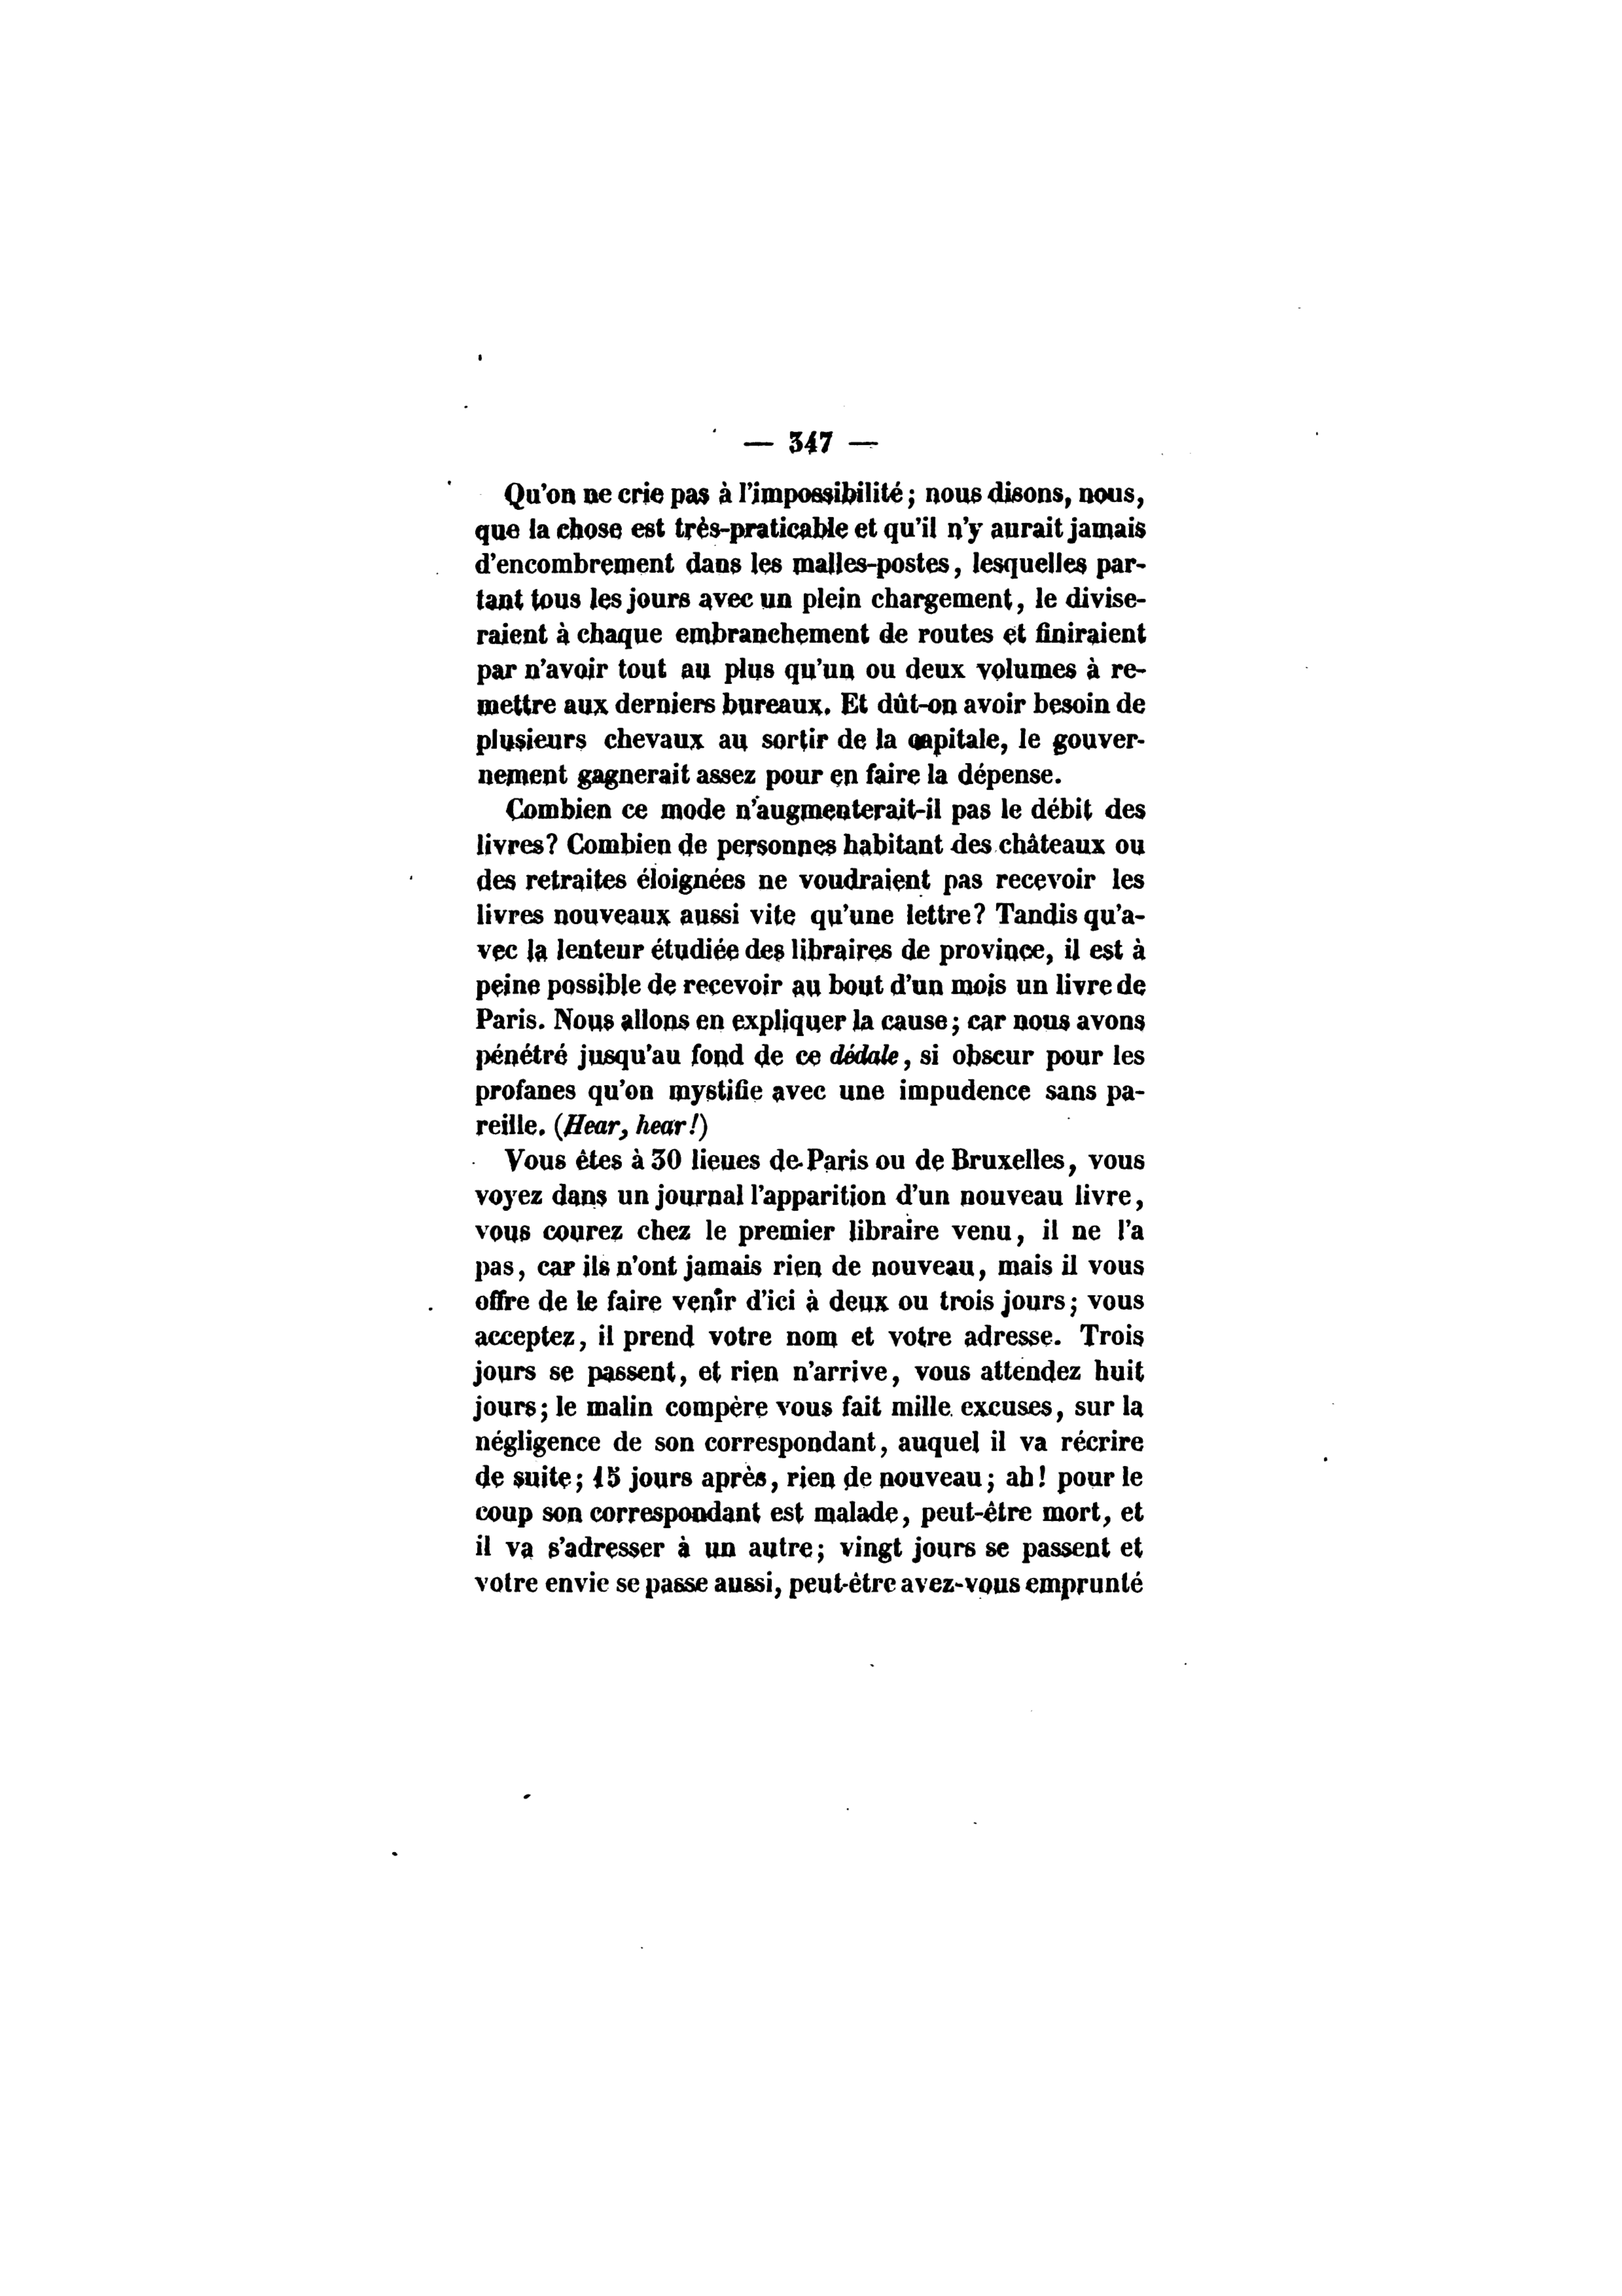 — 347 —
Qu'on ne crie pas à l'impossibilité ; nous disons, nous,
que la chose est très-praticable et qu'il n'y aurait jamais
d'encombrement dans les malles-postes, lesquelles par-
tant tous les jours avec un plein chargement, le divise-
raient à chaque embranchement de routes et finiraient
par n'avoir tout au plus qu'un ou deux volumes à re-
mettre aux derniers bureaux. Et dût-on avoir besoin de
plusieurs chevaux au sortir de la capitale, le gouver-
nement gagnerait assez pour en faire la dépense.
Combien ce mode n'augmenterait-il pas le débit des
livres? Combien de personnes habitant des châteaux ou
des retraites éloignées ne voudraient pas recevoir les
livres nouveaux aussi vite qu'une lettre? Tandis qu'a-
vec la lenteur étudiée des libraires de province, il est à
peine possible de recevoir au bout d'un mois un livre de
Paris. Nous allons en expliquer la cause ; car nous avons
pénétré jusqu'au fond de ce dédale, si obscur pour les
profanes qu'on mystifie avec une impudence sans pa-
reille. (Hear, hear!)
Vous êtes à 30 lieues de Paris ou de Bruxelles, vous
voyez dans un journal l'apparition d'un nouveau livre,
vous courez chez le premier libraire venu, il ne l'a
pas, car ils n'ont jamais rien de nouveau, mais il vous
offre de le faire venir d'ici à deux ou trois jours ; vous
acceptez, il prend votre nom et votre adresse. Trois
jours se passent, et rien n'arrive, vous attendez huit
jours ; le malin compère vous fait mille excuses, sur la
négligence de son correspondant, auquel il va récrire
de suite ; 15 jours après, rien de nouveau ; ah! pour le
coup son correspondant est malade, peut-être mort, et
il va s'adresser à un autre ; vingt jours se passent et
votre envie se passe aussi, peut-être avez-vous emprunté